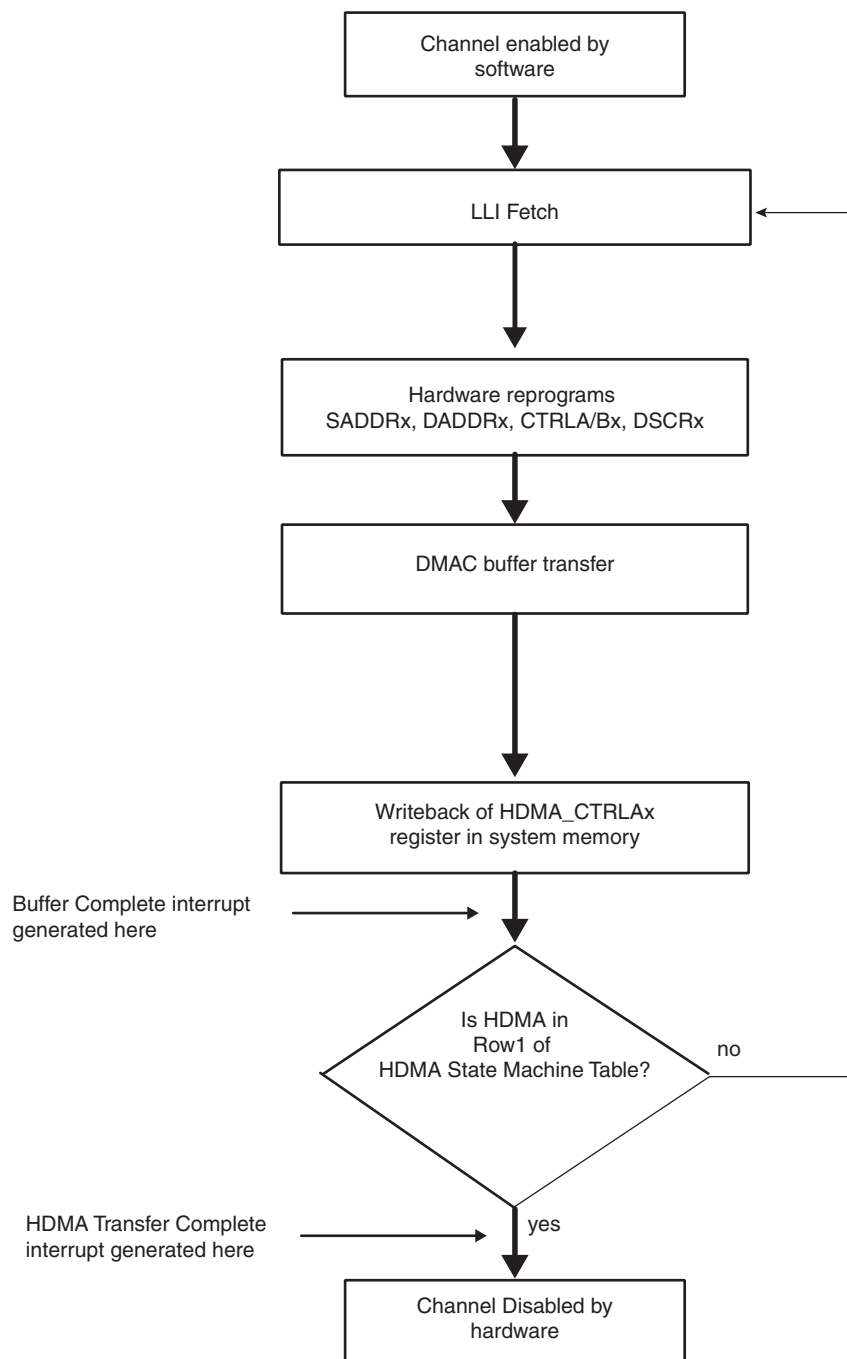 Channel enabled by
software
LLI Fetch
Hardware reprograms
SADDRx, DADDRx, CTRLA/Bx, DSCRx
DMAC buffer transfer
Writeback of HDMA_CTRLAx
register in system memory
Buffer Complete interrupt
generated here
Is HDMA in
Row1 of
HDMA State Machine Table?
no
HDMA Transfer Complete
interrupt generated here
yes
Channel Disabled by
hardware